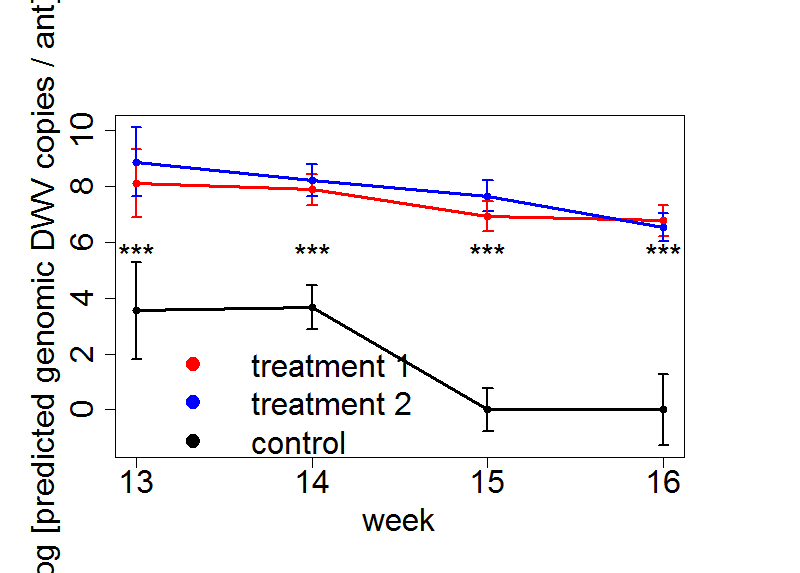 og [predicted genomic DWV copies / ant]
10
8
6
4
2
0
*** *** *** ***
treatment 1
treatment 2
control
13 14 15 16
week